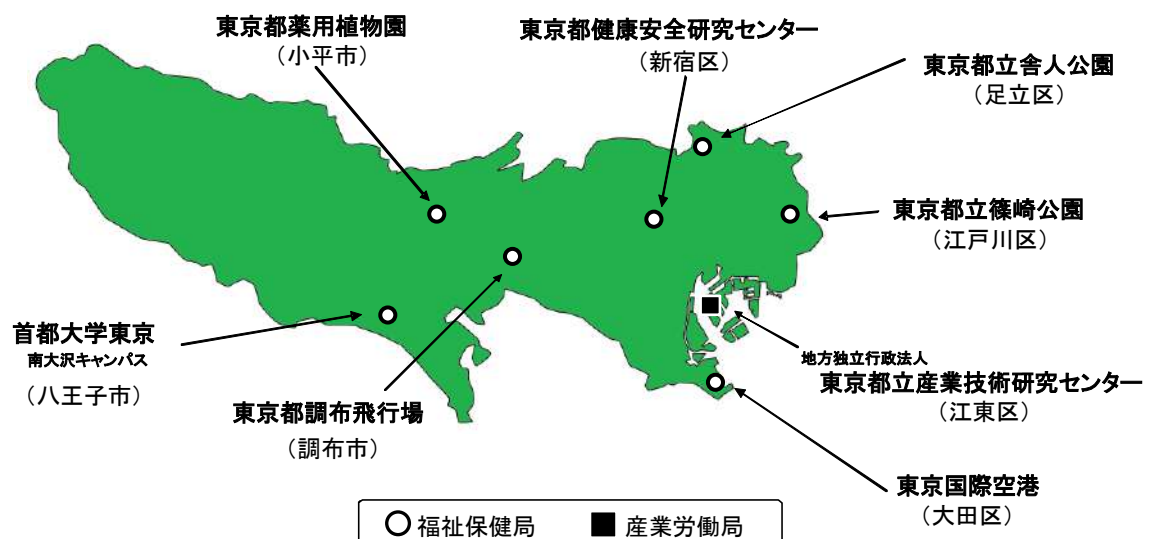 東京都薬用植物園
（小平市）
東京都健康安全研究センター
（新宿区）
東京都立舎人公園
（足立区）
東京都立篠崎公園
（江戸川区）
首都大学東京
南大沢キャンパス
（八王子市）
東京都調布飛行場
（調布市）
地方独立行政法人
東京都立産業技術研究センター
（江東区）
東京国際空港
（大田区）
福祉保健局
産業労働局